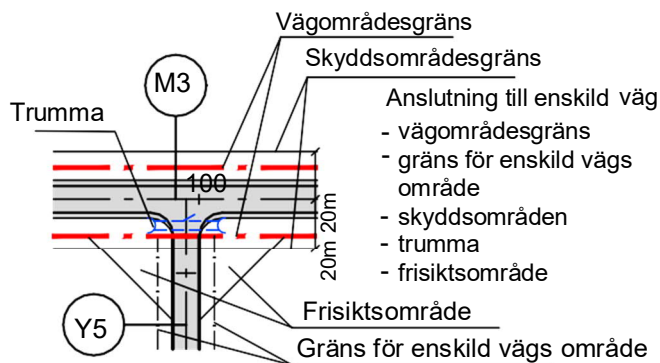 Vägområdesgräns
Skyddsområdesgräns
M3
Trumma
Anslutning till enskild väg
- vägområdesgräns
- gräns för enskild vägs
område
- skyddsområden
- trumma
- frisiktsområde
100
20m 20m
Frisiktsområde
Y5
Gräns för enskild vägs område